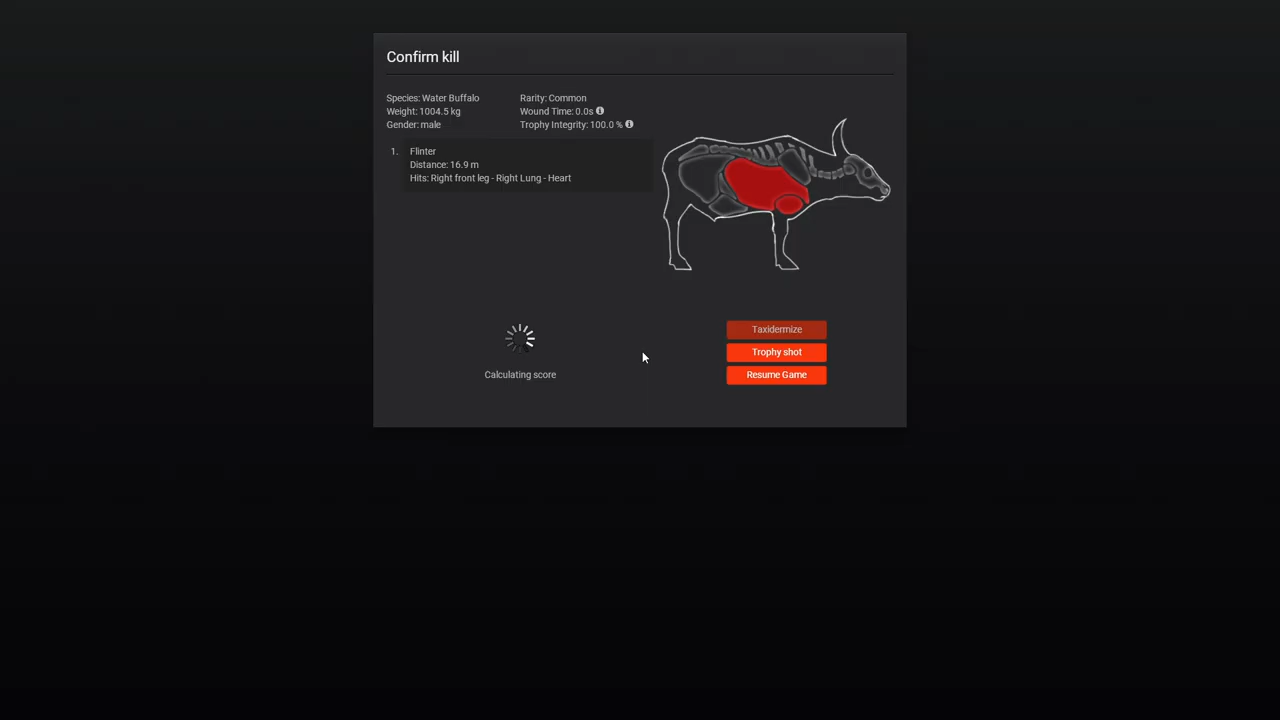 Confirm kill
Species: Water Buffalo
Weight: 1004.5 kg
Gender: male
Rarity: Common
Wound Time: 0.0s
Trophy Integrity: 100.0 %
1. Flinter
Distance: 16.9 m
Hits: Right front leg - Right Lung - Heart
Calculating score
Taxidermize
Trophy shot
Resume Game